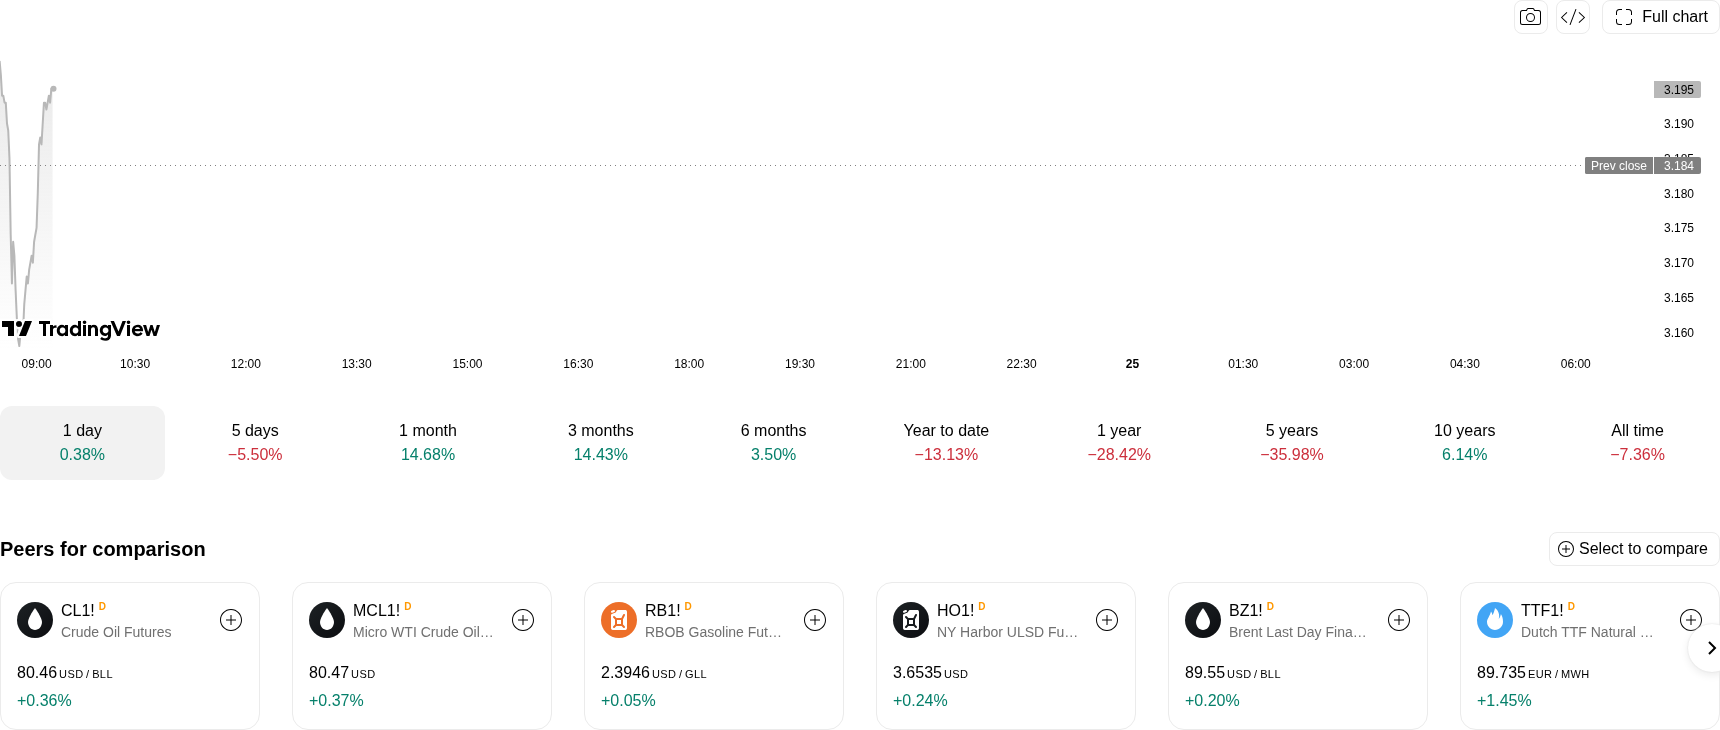 Full chart
3.195
3.190
Prev close 3.184
3.180
3.175
3.170
3.165
3.160
TradingView
09:00 10:30 12:00 13:30 15:00 16:30 18:00 19:30 21:00 22:30 25 01:30 03:00 04:30 06:00
1 day 5 days 1 month 3 months 6 months Year to date 1 year 5 years 10 years All time
0.38% −5.50% 14.68% 14.43% 3.50% −13.13% −28.42% −35.98% 6.14% −7.36%
Peers for comparison
Select to compare
CL1! D
Crude Oil Futures
80.46 USD / BLL
+0.36%
MCL1! D
Micro WTI Crude Oil…
80.47 USD
+0.37%
RB1! D
RBOB Gasoline Fut…
2.3946 USD / GLL
+0.05%
HO1! D
NY Harbor ULSD Fu…
3.6535 USD
+0.24%
BZ1! D
Brent Last Day Fina…
89.55 USD / BLL
+0.20%
TTF1! D
Dutch TTF Natural …
89.735 EUR / MWH
+1.45%